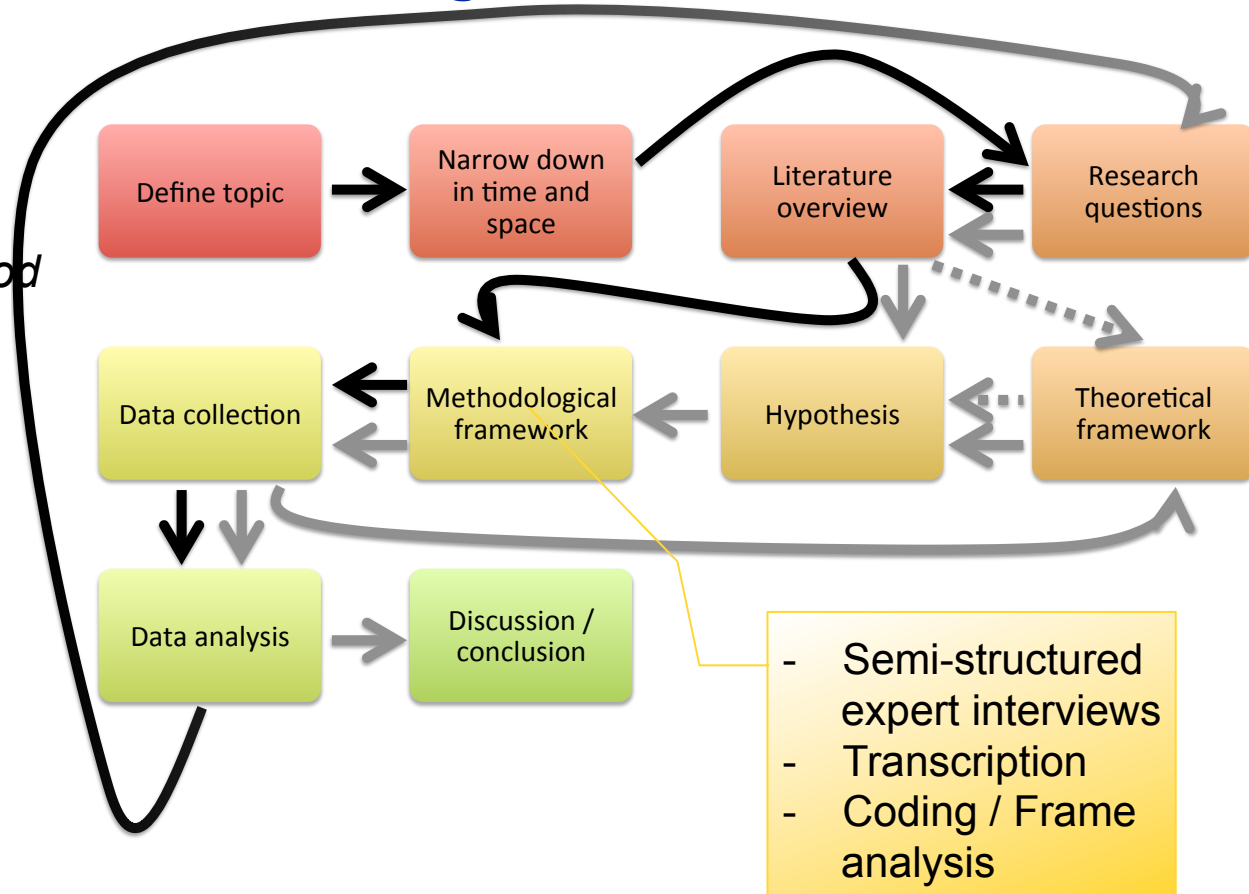 Define topic
Narrow down
in time and
space
Literature
overview
Research
questions
Data collection
Methodological
framework
Hypothesis
Theoretical
framework
Data analysis
Discussion /
conclusion
- Semi-structured
expert interviews
- Transcription
- Coding / Frame
analysis